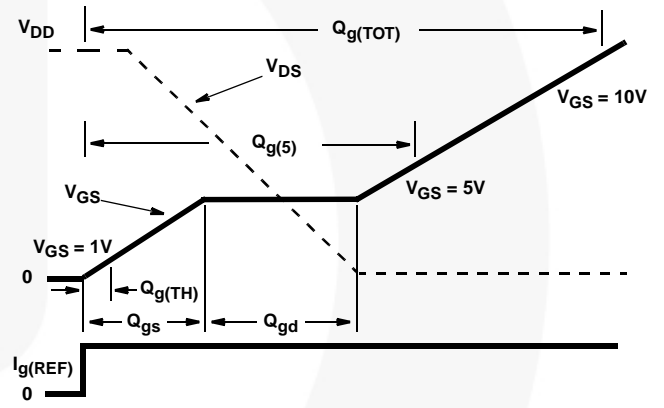 V_DD
Q_g(TOT)
V_DS
V_GS = 10V
Q_g(5)
V_GS
V_GS = 5V
V_GS = 1V
0
Q_g(TH)
Q_gs
Q_gd
I_g(REF)
0